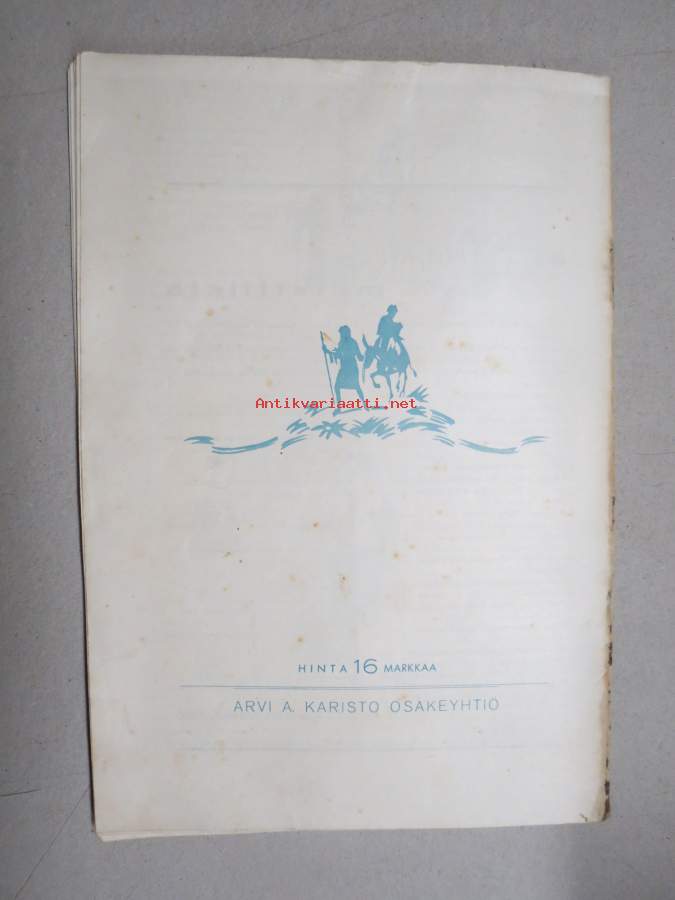 Antikvariaatti.net
HINTA 16 MARKKAA
ARVI A. KARISTO OSAKEYHTIÖ